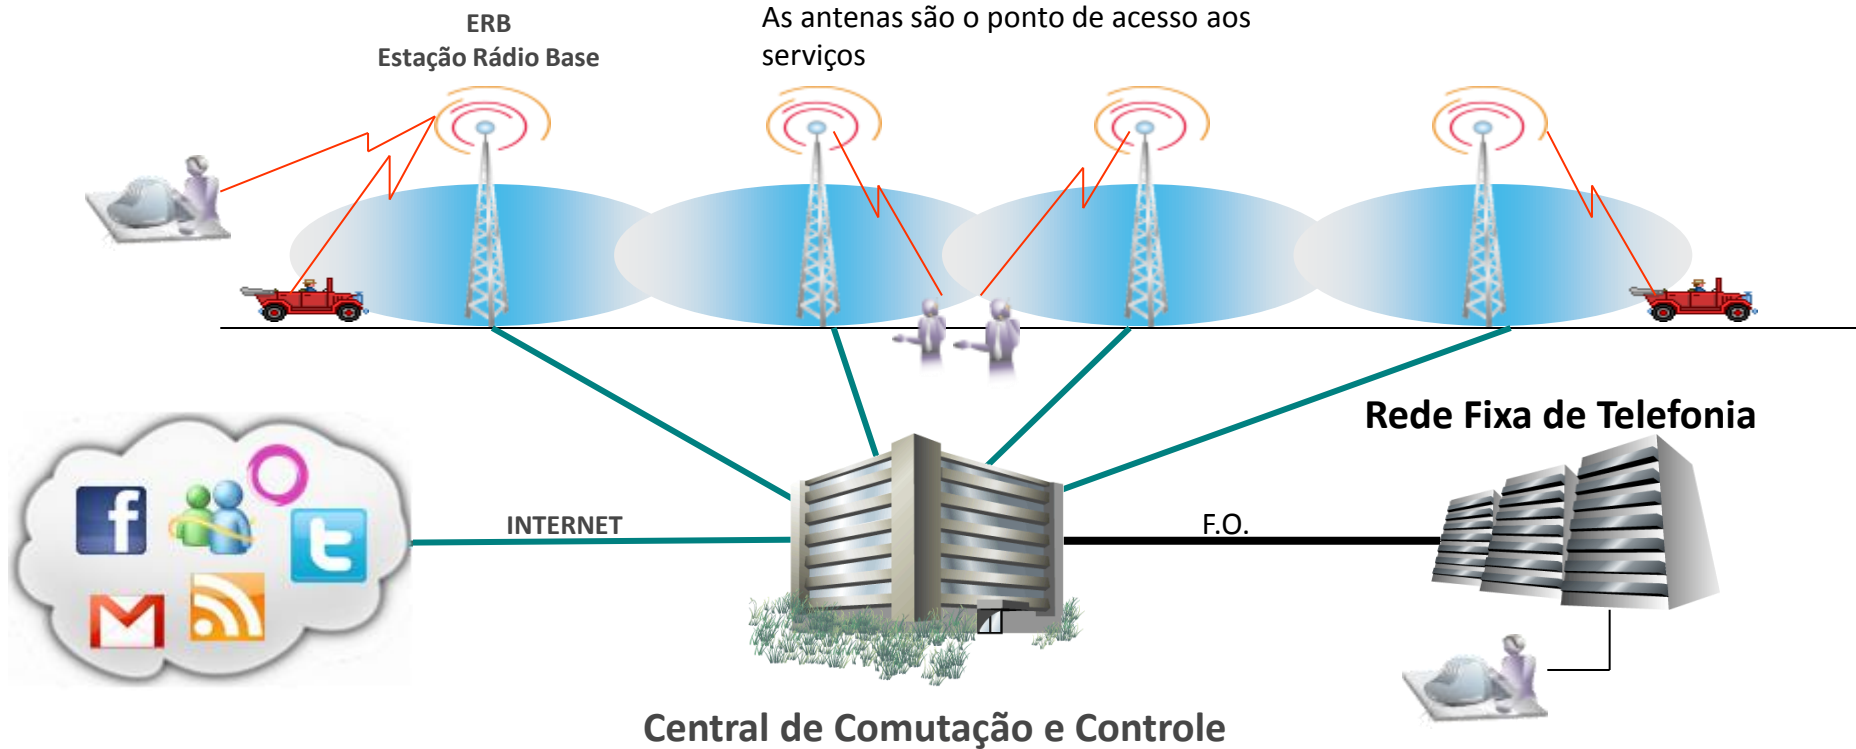 ERB
Estação Rádio Base
As antenas são o ponto de acesso aos
serviços
Rede Fixa de Telefonia
INTERNET
F.O.
Central de Comutação e Controle